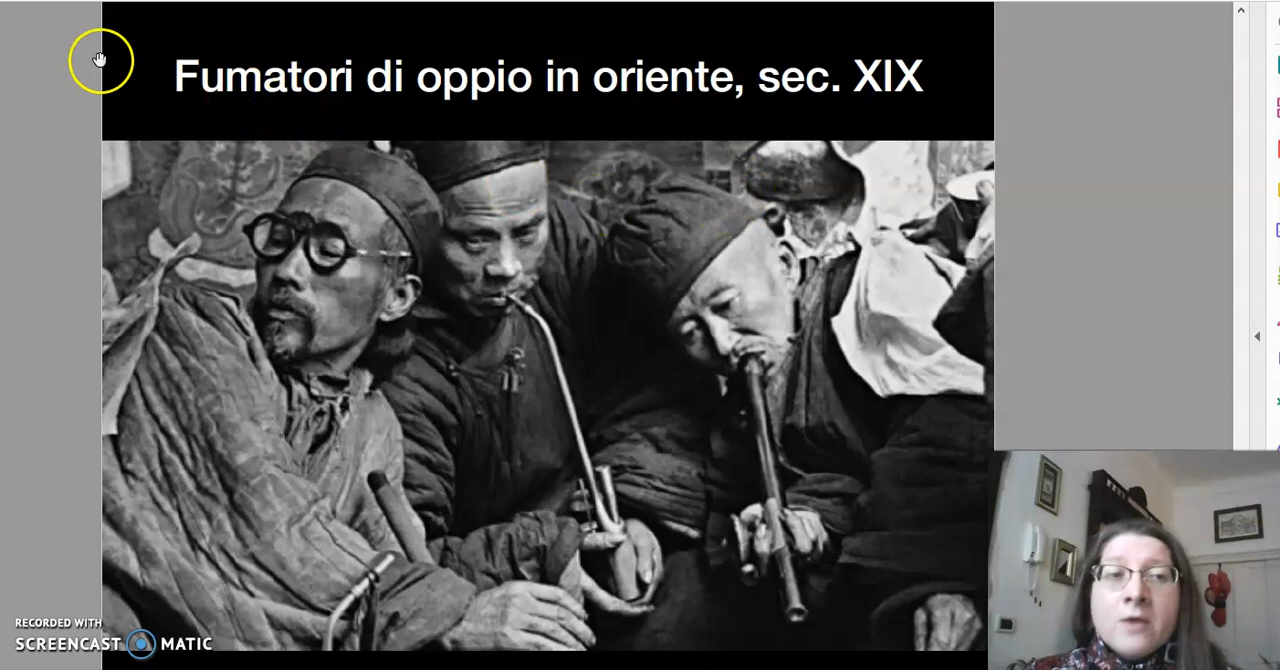 Fumatori di oppio in oriente, sec. XIX
RECORDED WITH
SCREENCAST MATIC